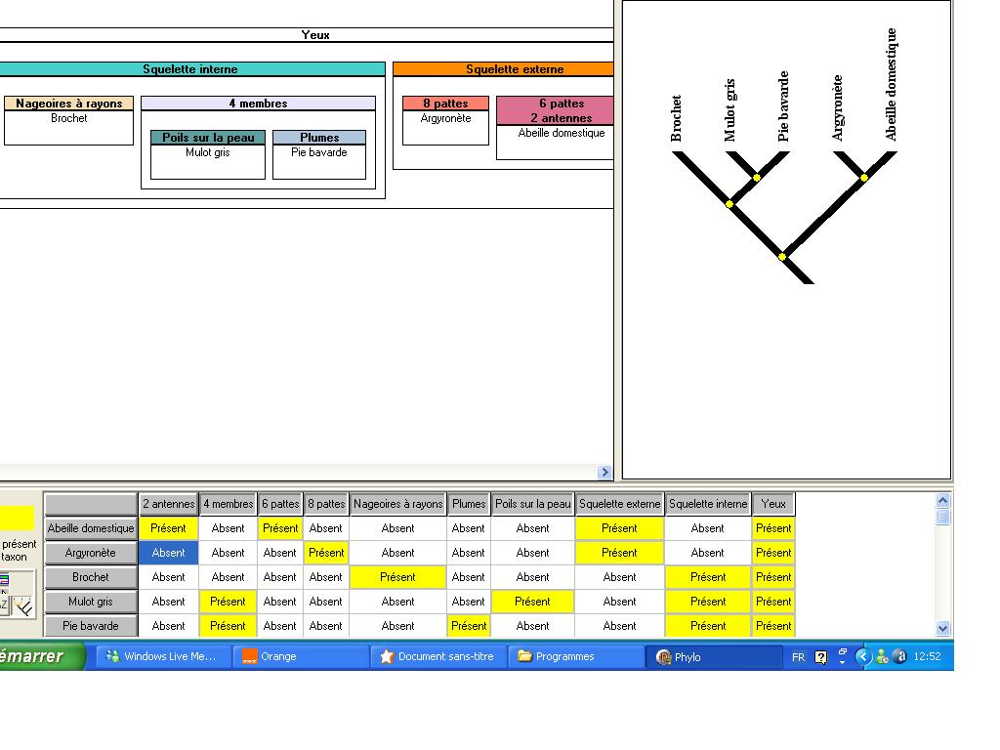 Yeux
Squelette interne
Squelette externe
Nageoires à rayons
Brochet
4 membres
8 pattes
Argyronète
6 pattes
2 antennes
Abeille domestique
Poils sur la peau
Mulot gris
Plumes
Pie bavarde
Brochet
Mulot gris
Pie bavarde
Argyronète
Abeille domestique
présent
taxon
2 antennes 4 membres 6 pattes 8 pattes Nageoires à rayons Plumes Poils sur la peau Squelette externe Squelette interne Yeux
Abeille domestique Présent Absent Présent Absent Absent Absent Absent Présent Absent Présent
Argyronète Absent Absent Absent Présent Absent Absent Absent Présent Absent Présent
Brochet Absent Absent Absent Absent Présent Absent Absent Absent Présent Présent
Mulot gris Absent Présent Absent Absent Absent Absent Présent Absent Présent Présent
Pie bavarde Absent Présent Absent Absent Absent Présent Absent Absent Présent Présent
émarrer Windows Live Me... Orange Document sans-titre Programmes Phylo FR 12:52